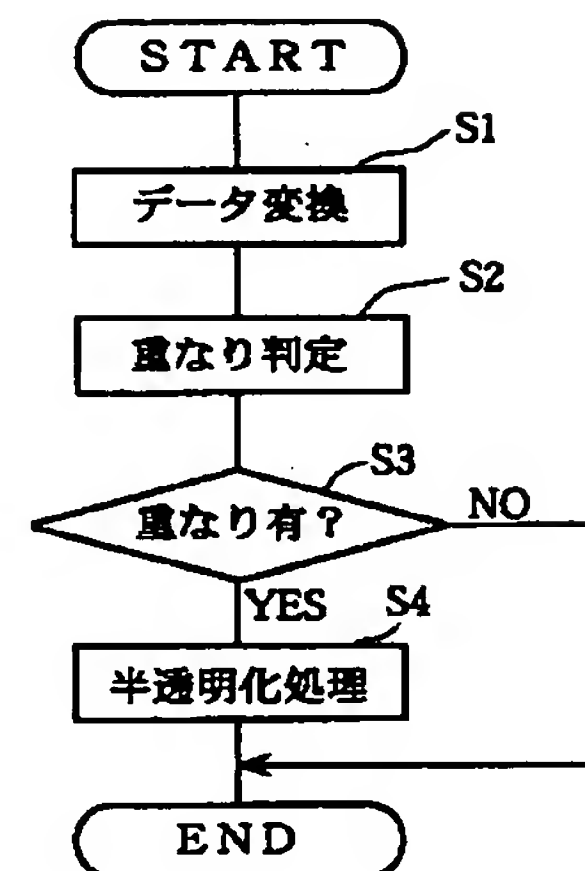 START
S1
データ変換
S2
重なり判定
S3
重なり有？
NO
YES
S4
半透明化処理
END